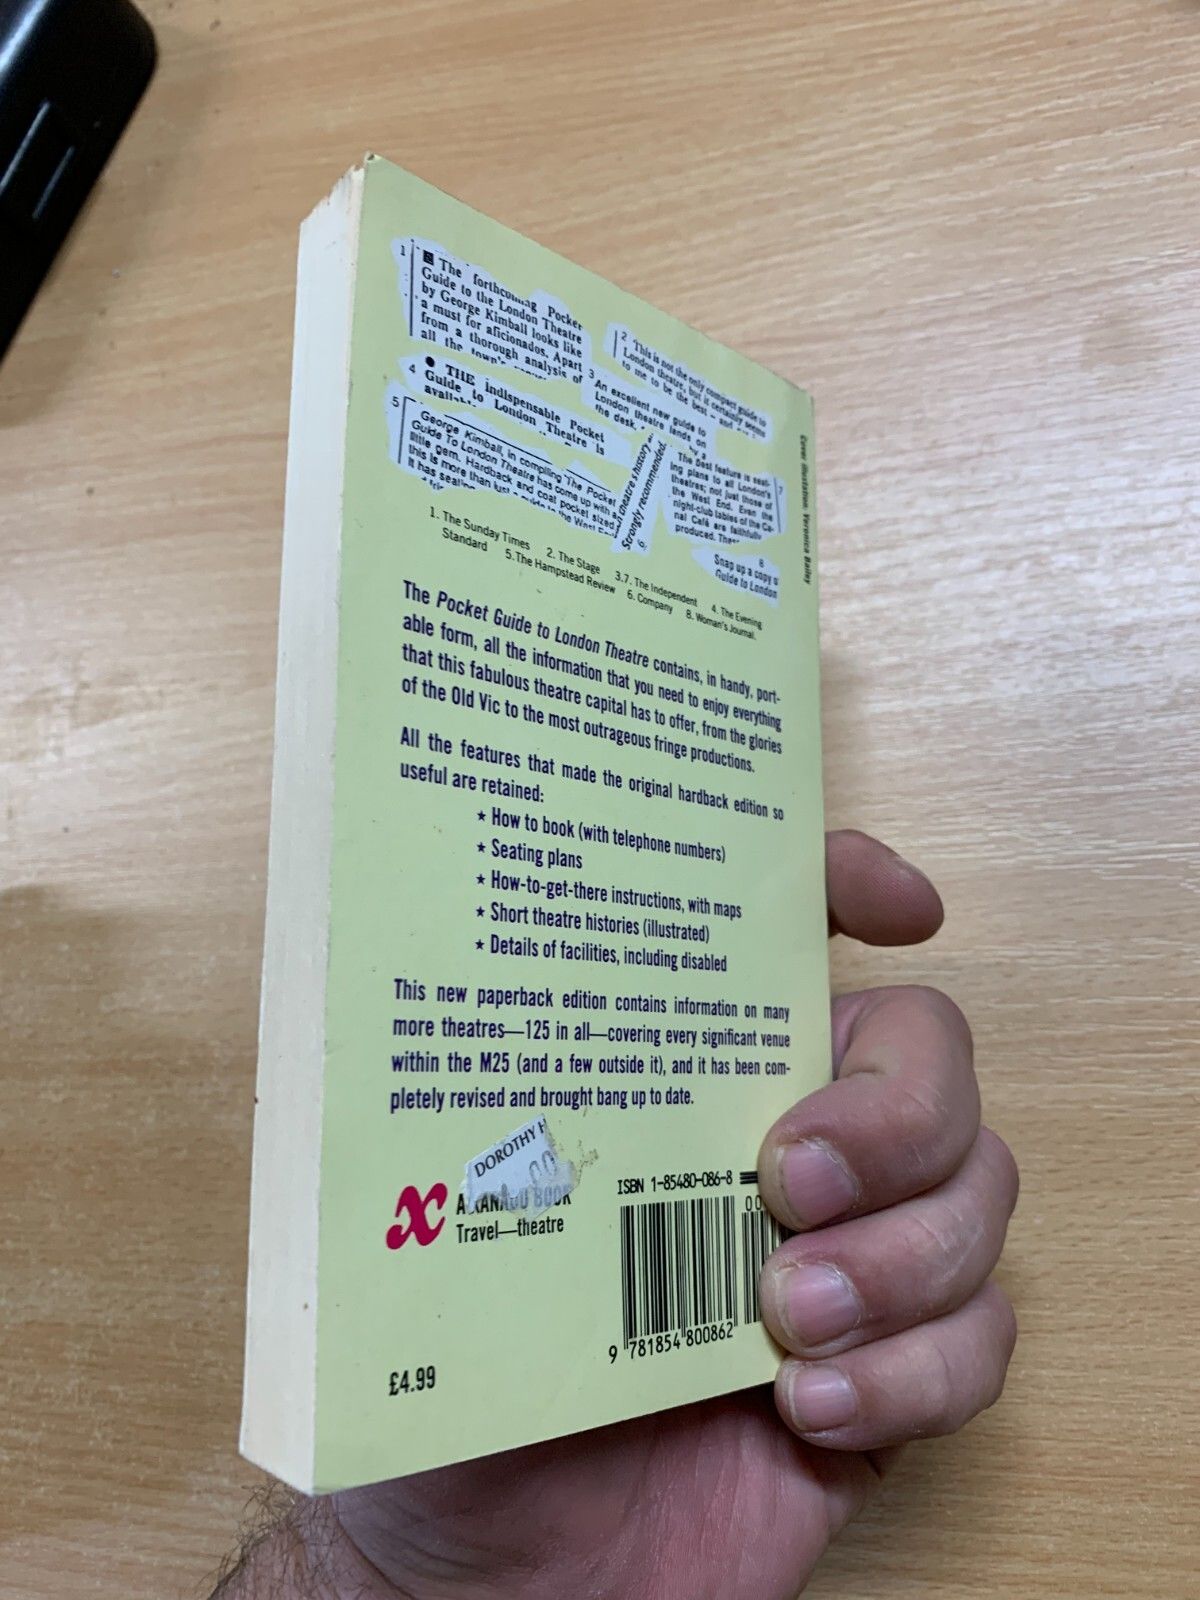 1
■ The forthcoming Pocket
Guide to the London Theatre
by George Kimball looks like
a must for aficionados. Apart
from a thorough analysis of
all the town's
2 This is not the only compact guide to
London theatre, but it certainly seems
to me to be the best
3 An excellent new guide to
London theatre lands on
the desk.
4
● THE indispensable Pocket
Guide to London Theatre is
5
George Kimball, in compiling 'The Pocket
Guide To London Theatre has come up with a
little gem. Hardback and coat pocket sized
this is more than just a guide to the West End
It has seating
theatre's history
Strongly recommended.
6.
7
The best feature is seat-
ing plans to all London's
theatres; not just those of
the West End. Even the
night-club tables of the Ca-
nal Café are faithfully
produced.
8
Snap up a copy o
Guide to London
Cover illustration: Veronica Bailey
1. The Sunday Times 2. The Stage 3.7. The Independent 4. The Evening
Standard 5.The Hampstead Review 6. Company 8. Woman's Journal.
The Pocket Guide to London Theatre contains, in handy, port-
able form, all the information that you need to enjoy everything
that this fabulous theatre capital has to offer, from the glories
of the Old Vic to the most outrageous fringe productions.
All the features that made the original hardback edition so
useful are retained:
★ How to book (with telephone numbers)
★ Seating plans
★ How-to-get-there instructions, with maps
★ Short theatre histories (illustrated)
★ Details of facilities, including disabled
This new paperback edition contains information on many
more theatres—125 in all—covering every significant venue
within the M25 (and a few outside it), and it has been com-
pletely revised and brought bang up to date.
DOROTHY H
.00
x
A XANADU BOOK
Travel—theatre
ISBN 1-85480-086-8
00
9 781854 800862
£4.99